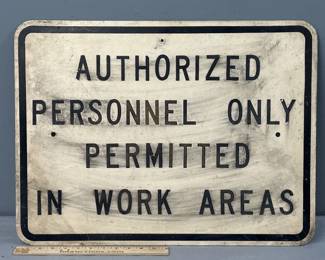 AUTHORIZED
PERSONNEL ONLY
PERMITTED
IN WORK AREAS